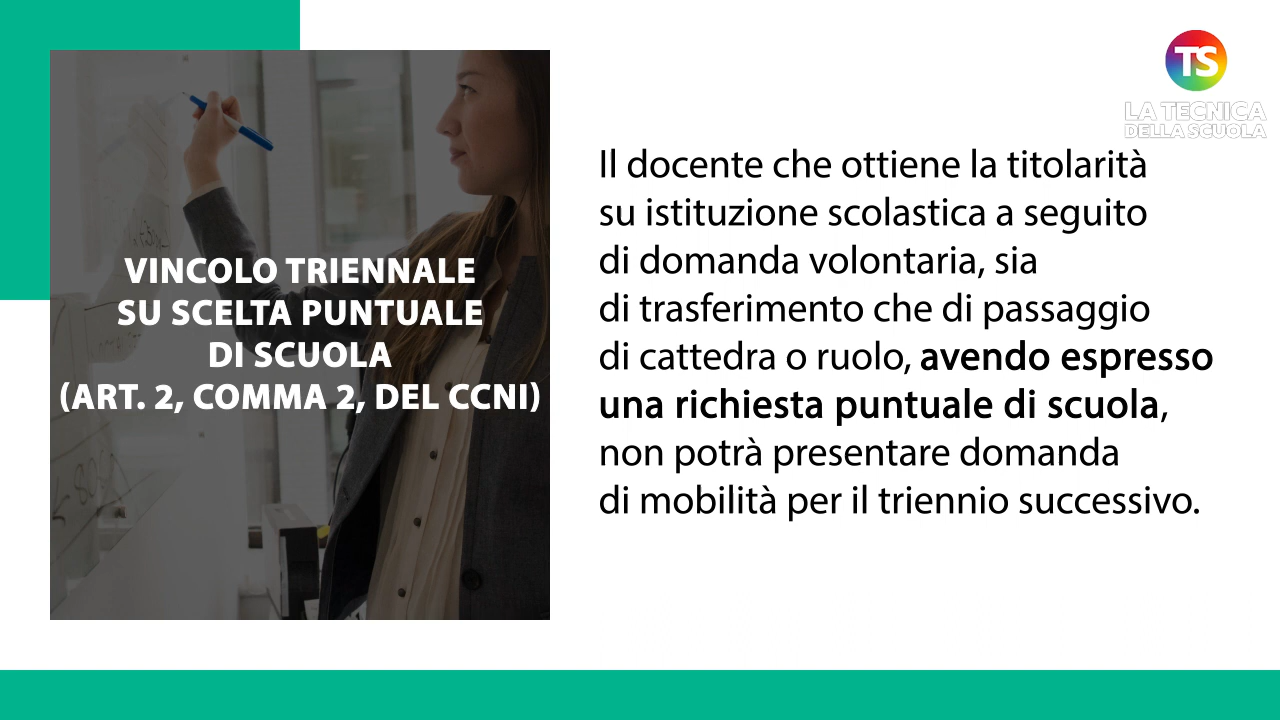 TS
LA TECNICA
DELLA SCUOLA
VINCOLO TRIENNALE
SU SCELTA PUNTUALE
DI SCUOLA
(ART. 2, COMMA 2, DEL CCNI)
Il docente che ottiene la titolarità
su istituzione scolastica a seguito
di domanda volontaria, sia
di trasferimento che di passaggio
di cattedra o ruolo, avendo espresso
una richiesta puntuale di scuola,
non potrà presentare domanda
di mobilità per il triennio successivo.